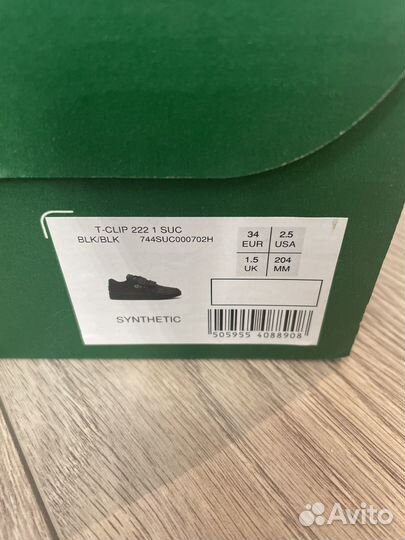 T-CLIP 222 1 SUC
BLK/BLK 744SUC000702H
34 EUR 2.5 USA
1.5 UK 204 MM
SYNTHETIC
505955 4088908
Avito